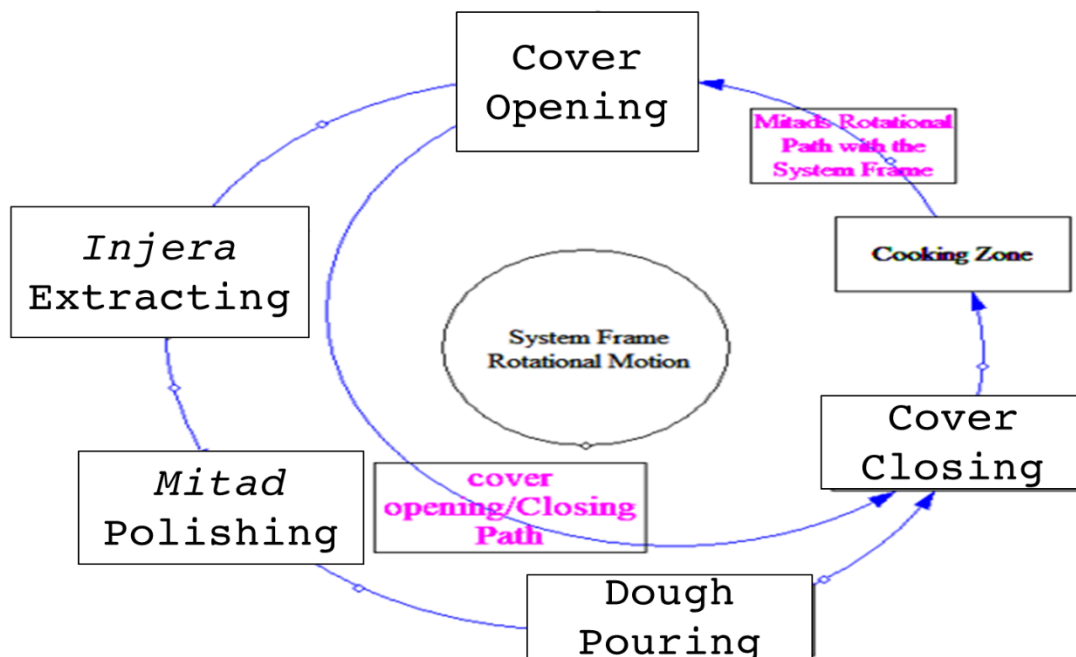 Cover
Opening
Mitads Rotational
Path with the
System Frame
Injera
Extracting
Cooking Zone
System Frame
Rotational Motion
Cover
Closing
Mitad
Polishing
cover
opening/Closing
Path
Dough
Pouring